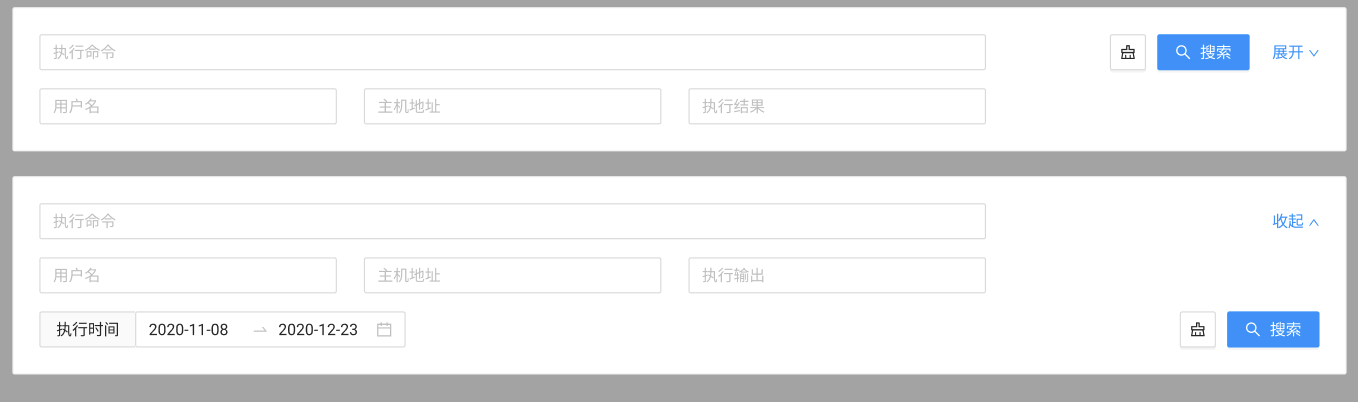 执行命令 搜索 展开
用户名 主机地址 执行结果
执行命令 收起
用户名 主机地址 执行输出
执行时间 2020-11-08 → 2020-12-23 搜索